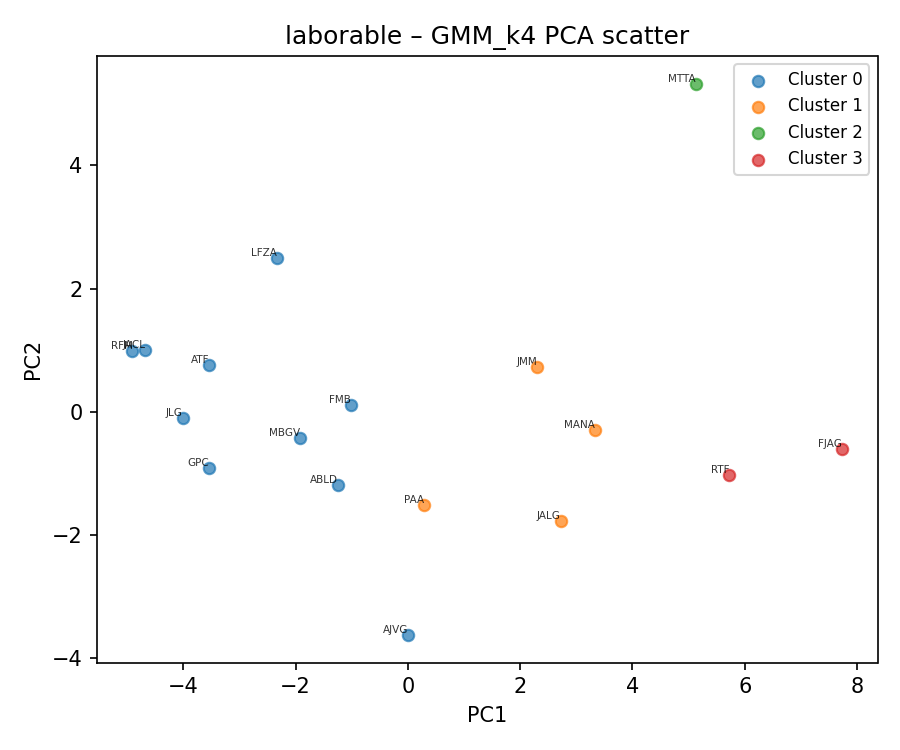 laborable – GMM_k4 PCA scatter
MTTA
Cluster 0
Cluster 1
Cluster 2
Cluster 3
4
LFZA
2
ATF
JMM
FMB
0
JLG
MANA
MBGV
FJAG
GPC
RTF
ABLD
PAA
JALG
−2
AJVG
−4
−4 −2 0 2 4 6 8
PC1
PC2